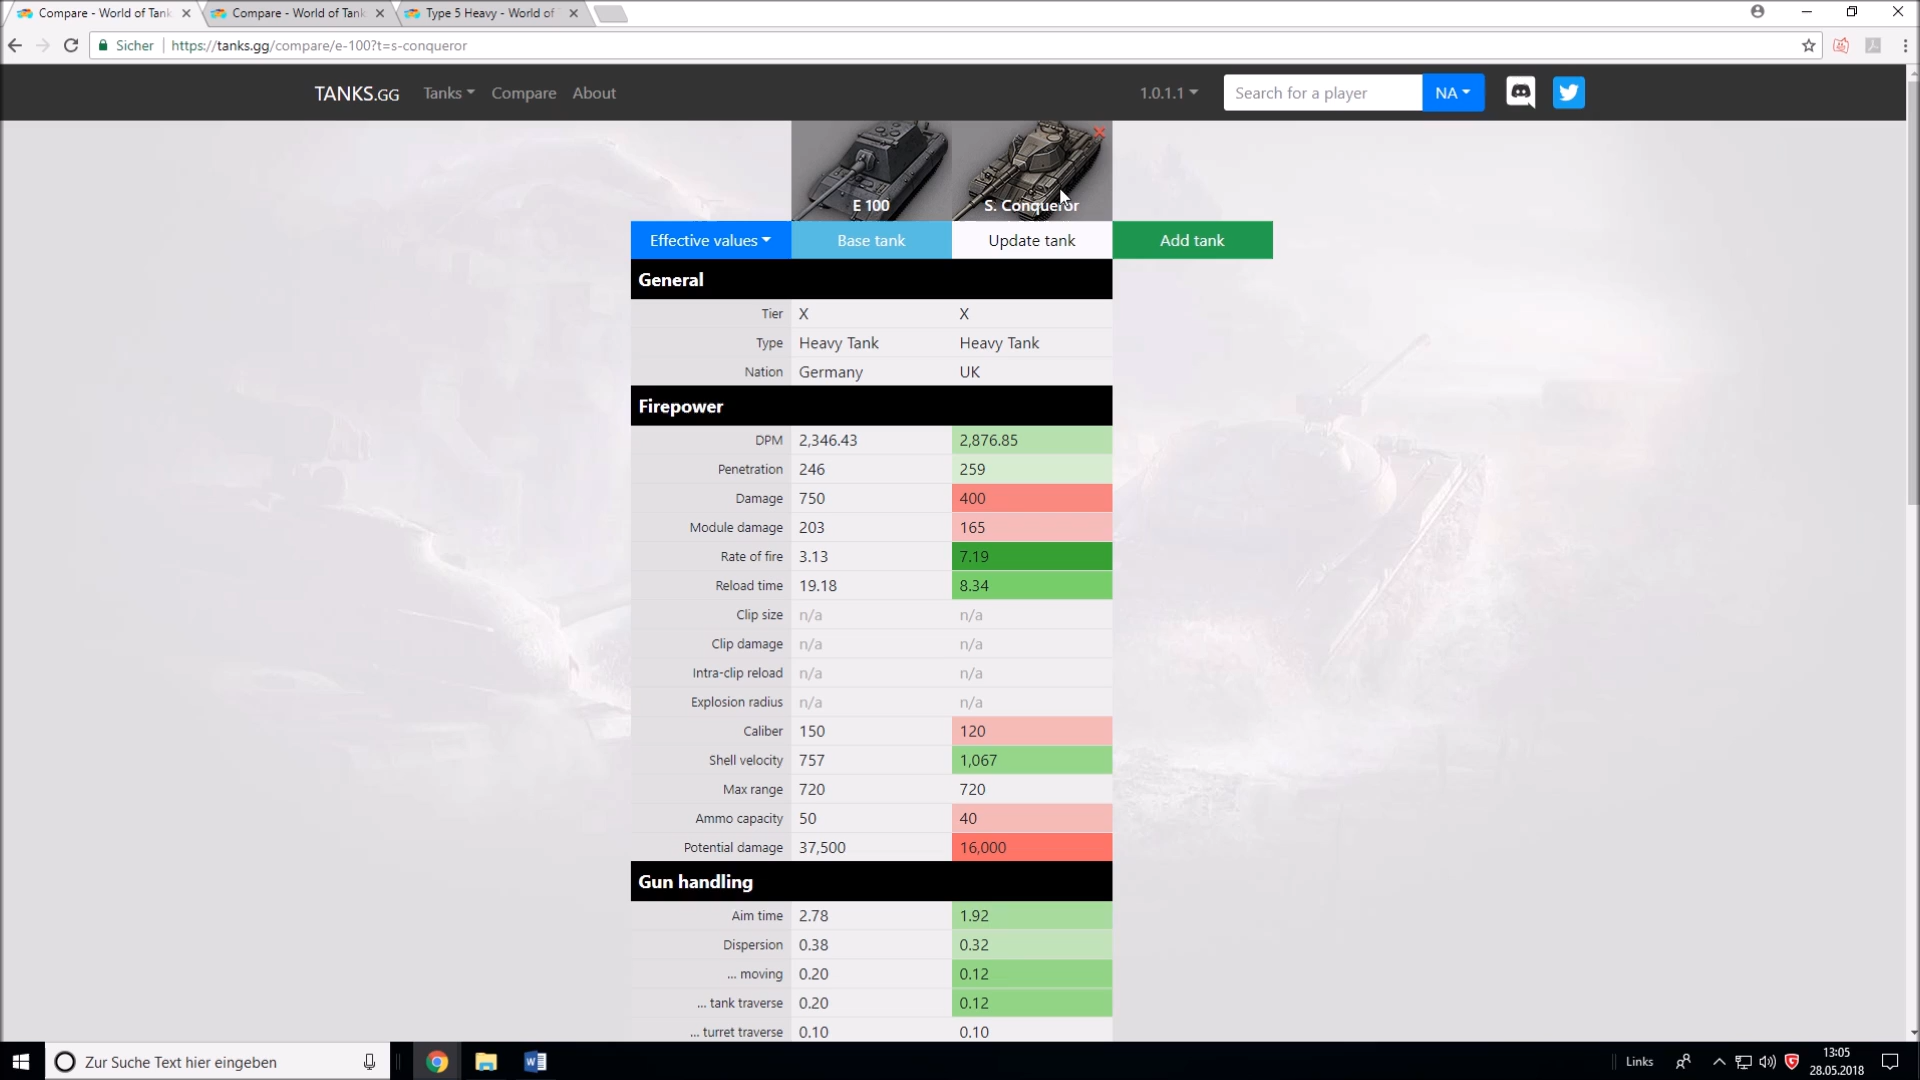 Compare - World of Tank
Compare - World of Tank
Type 5 Heavy - World of
Sicher
https://tanks.gg/compare/e-100?t=s-conqueror
TANKS.GG
Tanks
Compare
About
1.0.1.1
Search for a player
NA
E 100
S. Conqueror
Effective values
Base tank
Update tank
Add tank
General
Tier X X
Type Heavy Tank Heavy Tank
Nation Germany UK
Firepower
DPM 2,346.43 2,876.85
Penetration 246 259
Damage 750 400
Module damage 203 165
Rate of fire 3.13 7.19
Reload time 19.18 8.34
Clip size n/a n/a
Clip damage n/a n/a
Intra-clip reload n/a n/a
Explosion radius n/a n/a
Caliber 150 120
Shell velocity 757 1,067
Max range 720 720
Ammo capacity 50 40
Potential damage 37,500 16,000
Gun handling
Aim time 2.78 1.92
Dispersion 0.38 0.32
... moving 0.20 0.12
... tank traverse 0.20 0.12
... turret traverse 0.10 0.10
Zur Suche Text hier eingeben
Links
13:05
28.05.2018